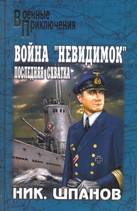 Военные
Приключения
ВОЙНА "НЕВИДИМОК"
ПОСЛЕДНЯЯ СХВАТКА
НИК. ШПАНОВ